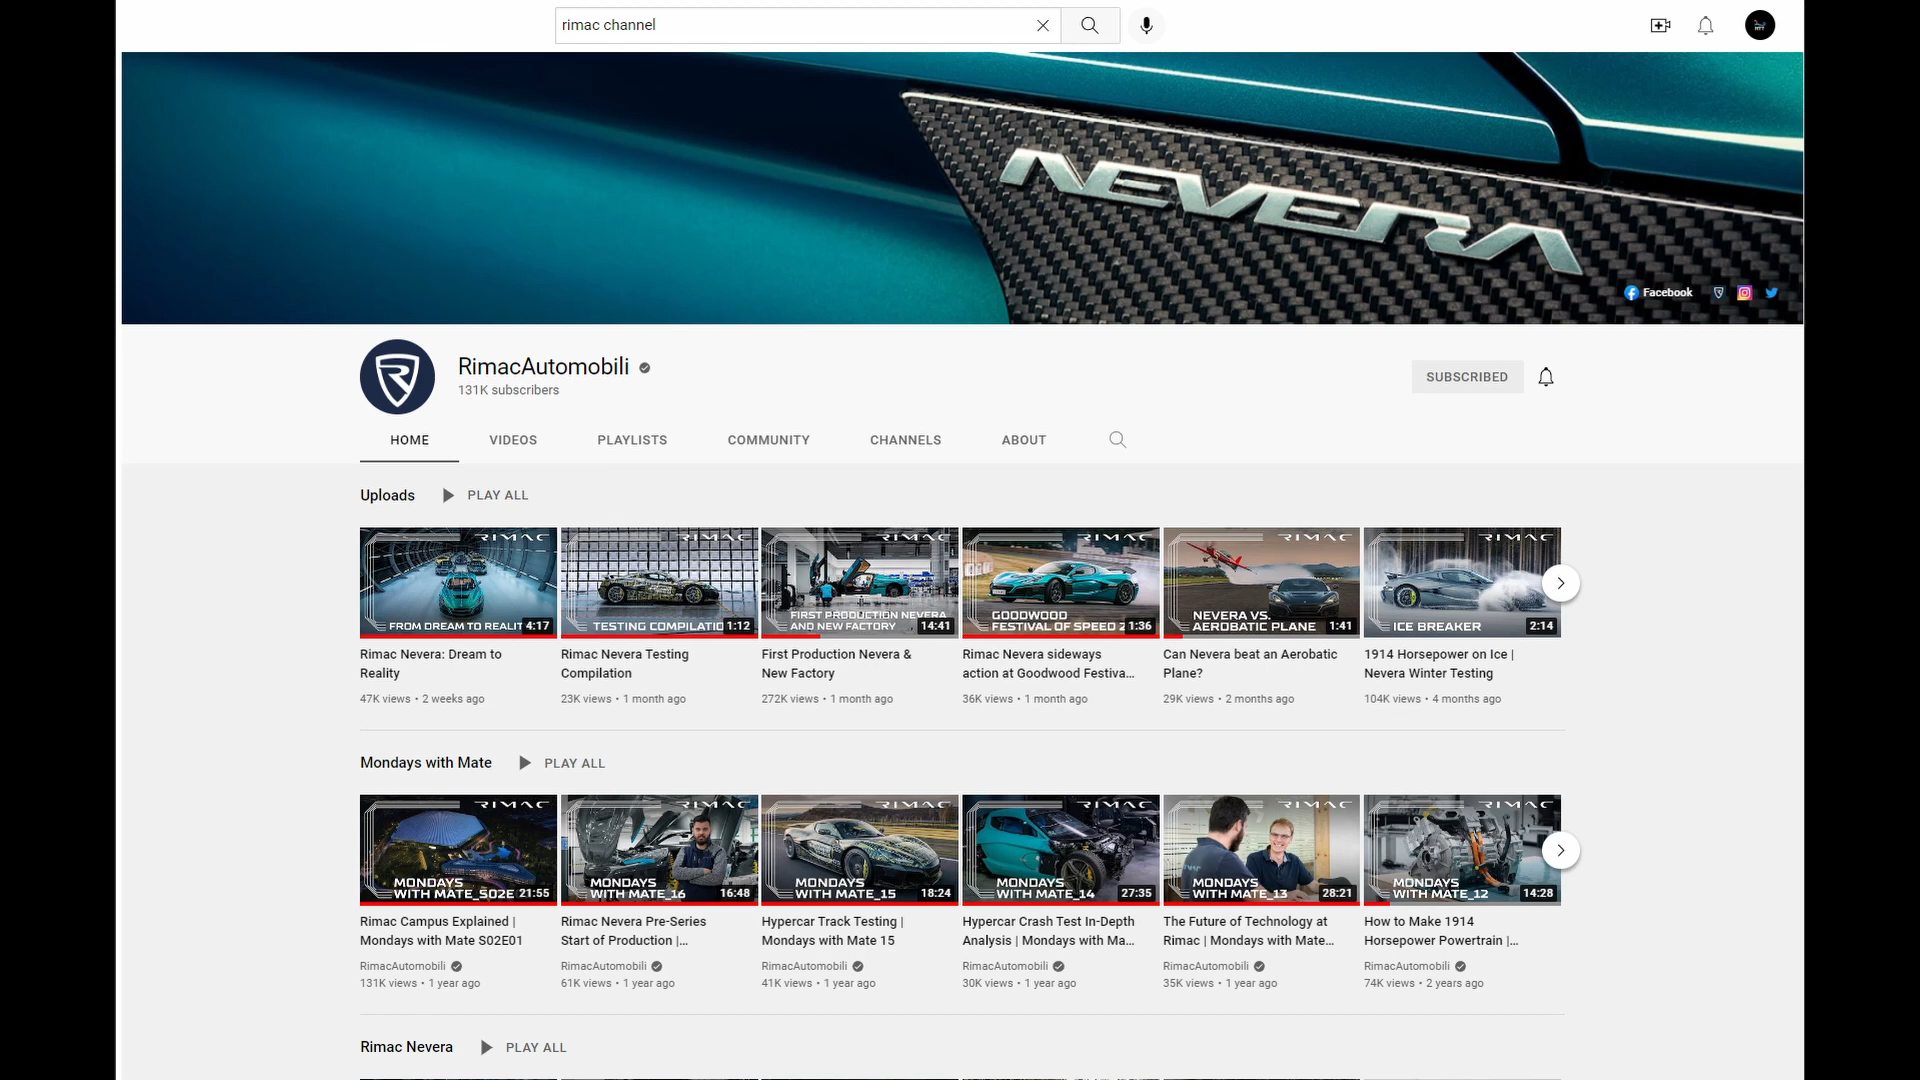 rimac channel
NEVERA
Facebook
RimacAutomobili
131K subscribers
SUBSCRIBED
HOME
VIDEOS
PLAYLISTS
COMMUNITY
CHANNELS
ABOUT
Uploads
PLAY ALL
RIMAC
FROM DREAM TO REALIT
4:17
RIMAC
TESTING COMPILATIO
1:12
RIMAC
FIRST PRODUCTION NEVERA
AND NEW FACTORY
14:41
RIMAC
GOODWOOD
FESTIVAL OF SPEED 2
1:36
RIMAC
NEVERA VS.
AEROBATIC PLANE
1:41
RIMAC
ICE BREAKER
2:14
Rimac Nevera: Dream to
Reality
47K views • 2 weeks ago
Rimac Nevera Testing
Compilation
23K views • 1 month ago
First Production Nevera &
New Factory
272K views • 1 month ago
Rimac Nevera sideways
action at Goodwood Festiva...
36K views • 1 month ago
Can Nevera beat an Aerobatic
Plane?
29K views • 2 months ago
1914 Horsepower on Ice |
Nevera Winter Testing
104K views • 4 months ago
Mondays with Mate
PLAY ALL
RIMAC
MONDAYS
WITH MATE_S02E
21:55
RIMAC
MONDAYS
WITH MATE_16
16:48
RIMAC
MONDAYS
WITH MATE_15
18:24
RIMAC
MONDAYS
WITH MATE_14
27:35
RIMAC
MONDAYS
WITH MATE_13
28:21
RIMAC
MONDAYS
WITH MATE_12
14:28
Rimac Campus Explained |
Mondays with Mate S02E01
RimacAutomobili
131K views • 1 year ago
Rimac Nevera Pre-Series
Start of Production |...
RimacAutomobili
61K views • 1 year ago
Hypercar Track Testing |
Mondays with Mate 15
RimacAutomobili
41K views • 1 year ago
Hypercar Crash Test In-Depth
Analysis | Mondays with Ma...
RimacAutomobili
30K views • 1 year ago
The Future of Technology at
Rimac | Mondays with Mate...
RimacAutomobili
35K views • 1 year ago
How to Make 1914
Horsepower Powertrain |...
RimacAutomobili
74K views • 2 years ago
Rimac Nevera
PLAY ALL